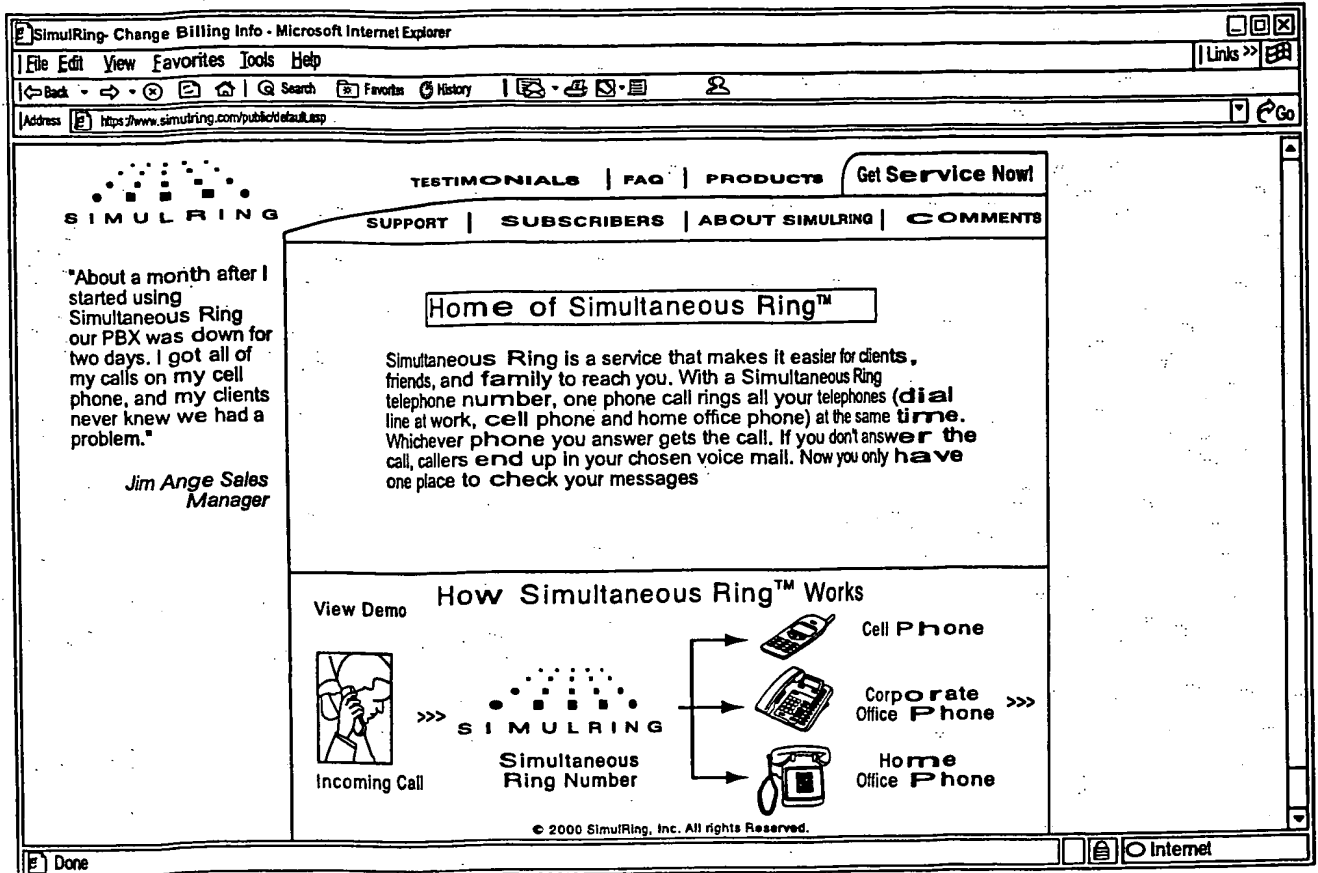 SimulRing- Change Billing Info - Microsoft Internet Explorer
File Edit View Favorites Tools Help
Links >>
Back Search Favorites History
Address https://www.simulring.com/public/default.asp Go
SIMULRING
TESTIMONIALS | FAQ | PRODUCTS Get Service Now!
SUPPORT | SUBSCRIBERS | ABOUT SIMULRING | COMMENTS
"About a month after I
started using
Simultaneous Ring
our PBX was down for
two days. I got all of
my calls on my cell
phone, and my clients
never knew we had a
problem."
Jim Ange Sales
Manager
Home of Simultaneous Ring™
Simultaneous Ring is a service that makes it easier for clients,
friends, and family to reach you. With a Simultaneous Ring
telephone number, one phone call rings all your telephones (dial
line at work, cell phone and home office phone) at the same time.
Whichever phone you answer gets the call. If you don't answer the
call, callers end up in your chosen voice mail. Now you only have
one place to check your messages
How Simultaneous Ring™ Works
View Demo
Incoming Call
>>>
SIMULRING
Simultaneous
Ring Number
Cell Phone
Corporate
Office Phone
>>>
Home
Office Phone
© 2000 SimulRing, Inc. All rights Reserved.
Done
Internet